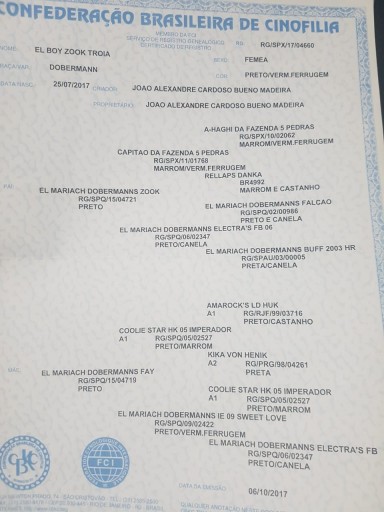 CONFEDERAÇÃO BRASILEIRA DE CINOFILIA
MEMBRO DA FCI
SERVIÇO DE REGISTRO GENEALÓGICO
CERTIFICADO DE REGISTRO
RG: RG/SPX/17/04660
NOME: EL BOY ZOOK TROIA
SEXO: FEMEA
RAÇA/VAR.: DOBERMANN
COR: PRETO/VERM.FERRUGEM
DATA NASC: 25/07/2017 CRIADOR: JOAO ALEXANDRE CARDOSO BUENO MADEIRA
PROPRIETÁRIO: JOAO ALEXANDRE CARDOSO BUENO MADEIRA
A-HAGHI DA FAZENDA 5 PEDRAS
RG/SPX/10/02062
MARROM/VERM.FERRUGEM
CAPITAO DA FAZENDA 5 PEDRAS
RG/SPX/11/01768
MARROM/VERM.FERRUGEM
RELLAPS DANKA
BR4992
MARROM E CASTANHO
PAI: EL MARIACH DOBERMANNS ZOOK
RG/SPQ/15/04721
PRETO
EL MARIACH DOBERMANNS FALCAO
RG/SPQ/02/00986
PRETO E CANELA
EL MARIACH DOBERMANNS ELECTRA'S FB 06
RG/SPQ/06/02347
PRETO/CANELA
EL MARIACH DOBERMANNS BUFF 2003 HR
RG/SPAU/03/00005
PRETA/CANELA
AMAROCK'S LD HUK
A1 RG/RJF/99/03716
PRETO/CASTANHO
COOLIE STAR HK 05 IMPERADOR
A1 RG/SPQ/05/02527
PRETO/MARROM
KIKA VON HENIK
A2 RG/PRG/98/04261
PRETA
MÃE: EL MARIACH DOBERMANNS FAY
RG/SPQ/15/04719
PRETO
COOLIE STAR HK 05 IMPERADOR
A1 RG/SPQ/05/02527
PRETO/MARROM
EL MARIACH DOBERMANNS IE 09 SWEET LOVE
RG/SPQ/09/02422
PRETO/VERM.FERRUGEM
EL MARIACH DOBERMANNS ELECTRA'S FB
RG/SPQ/06/02347
PRETO/CANELA
FCI
DATA DA EMISSÃO
06/10/2017